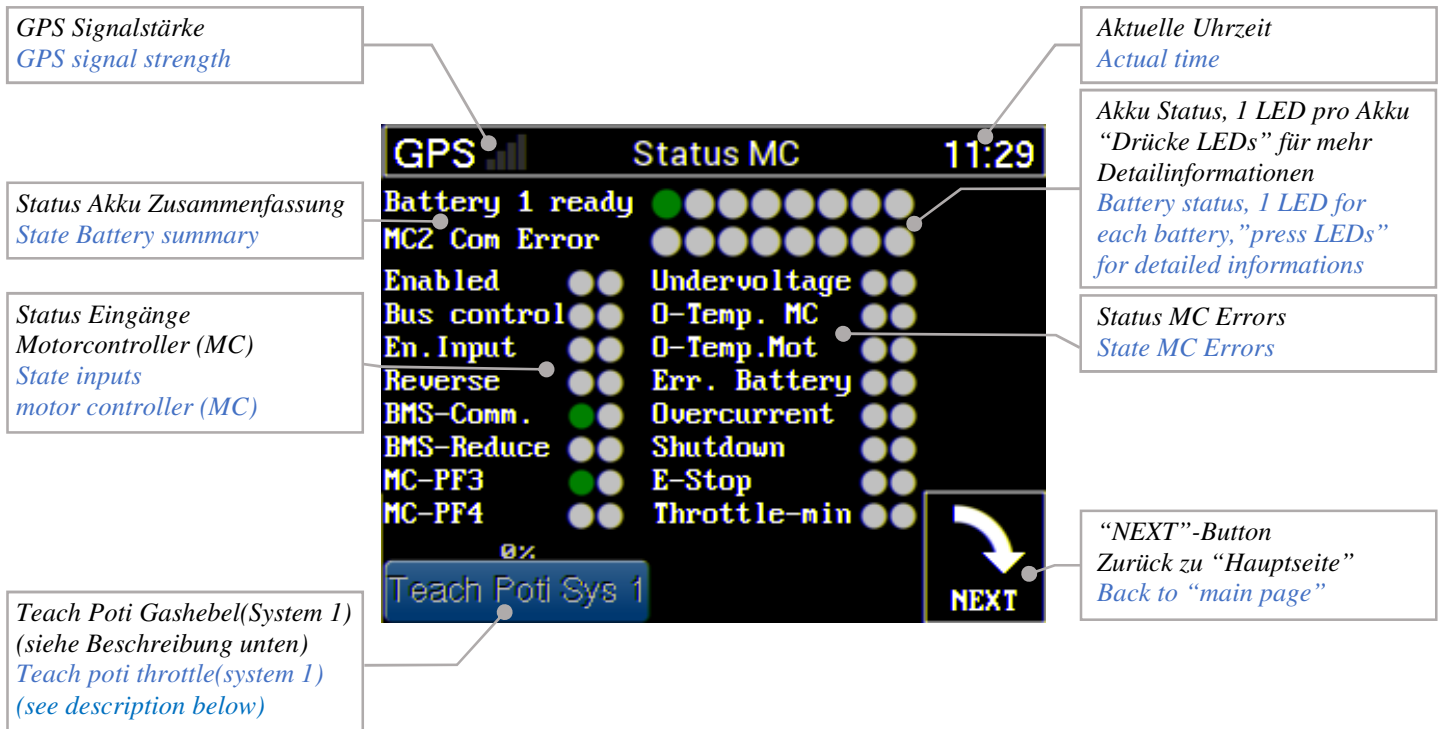 GPS Signalstärke
GPS signal strength
Aktuelle Uhrzeit
Actual time
Akku Status, 1 LED pro Akku
“Drücke LEDs” für mehr
Detailinformationen
Battery status, 1 LED for
each battery,”press LEDs”
for detailed informations
Status Akku Zusammenfassung
State Battery summary
Status Eingänge
Motorcontroller (MC)
State inputs
motor controller (MC)
Status MC Errors
State MC Errors
“NEXT”-Button
Zurück zu “Hauptseite”
Back to “main page”
Teach Poti Gashebel(System 1)
(siehe Beschreibung unten)
Teach poti throttle(system 1)
(see description below)
GPS Status MC 11:29
Battery 1 ready
MC2 Com Error
Enabled Undervoltage
Bus control O-Temp. MC
En.Input O-Temp.Mot
Reverse Err. Battery
BMS-Comm. Overcurrent
BMS-Reduce Shutdown
MC-PF3 E-Stop
MC-PF4 Throttle-min
0%
Teach Poti Sys 1
NEXT